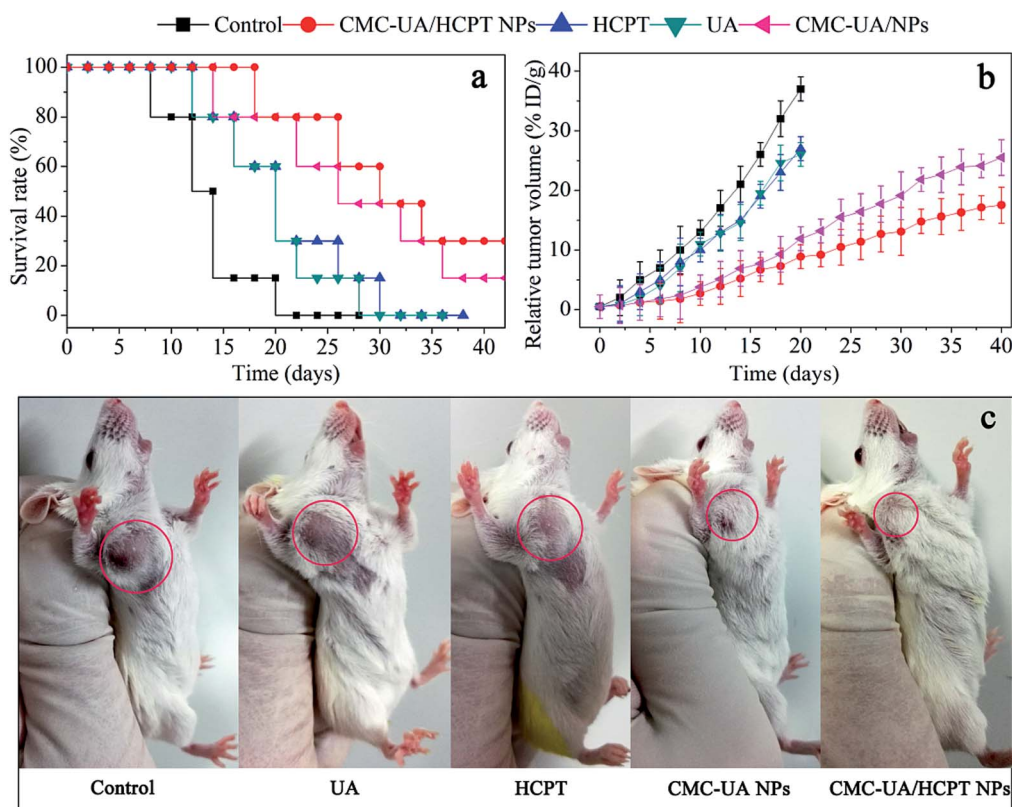 Control CMC-UA/HCPT NPs HCPT UA CMC-UA/NPs
a
Survival rate (%)
100
80
60
40
20
0
0 5 10 15 20 25 30 35 40
Time (days)
b
Relative tumor volume (% ID/g)
40
30
20
10
0
0 5 10 15 20 25 30 35 40
Time (days)
c
Control UA HCPT CMC-UA NPs CMC-UA/HCPT NPs